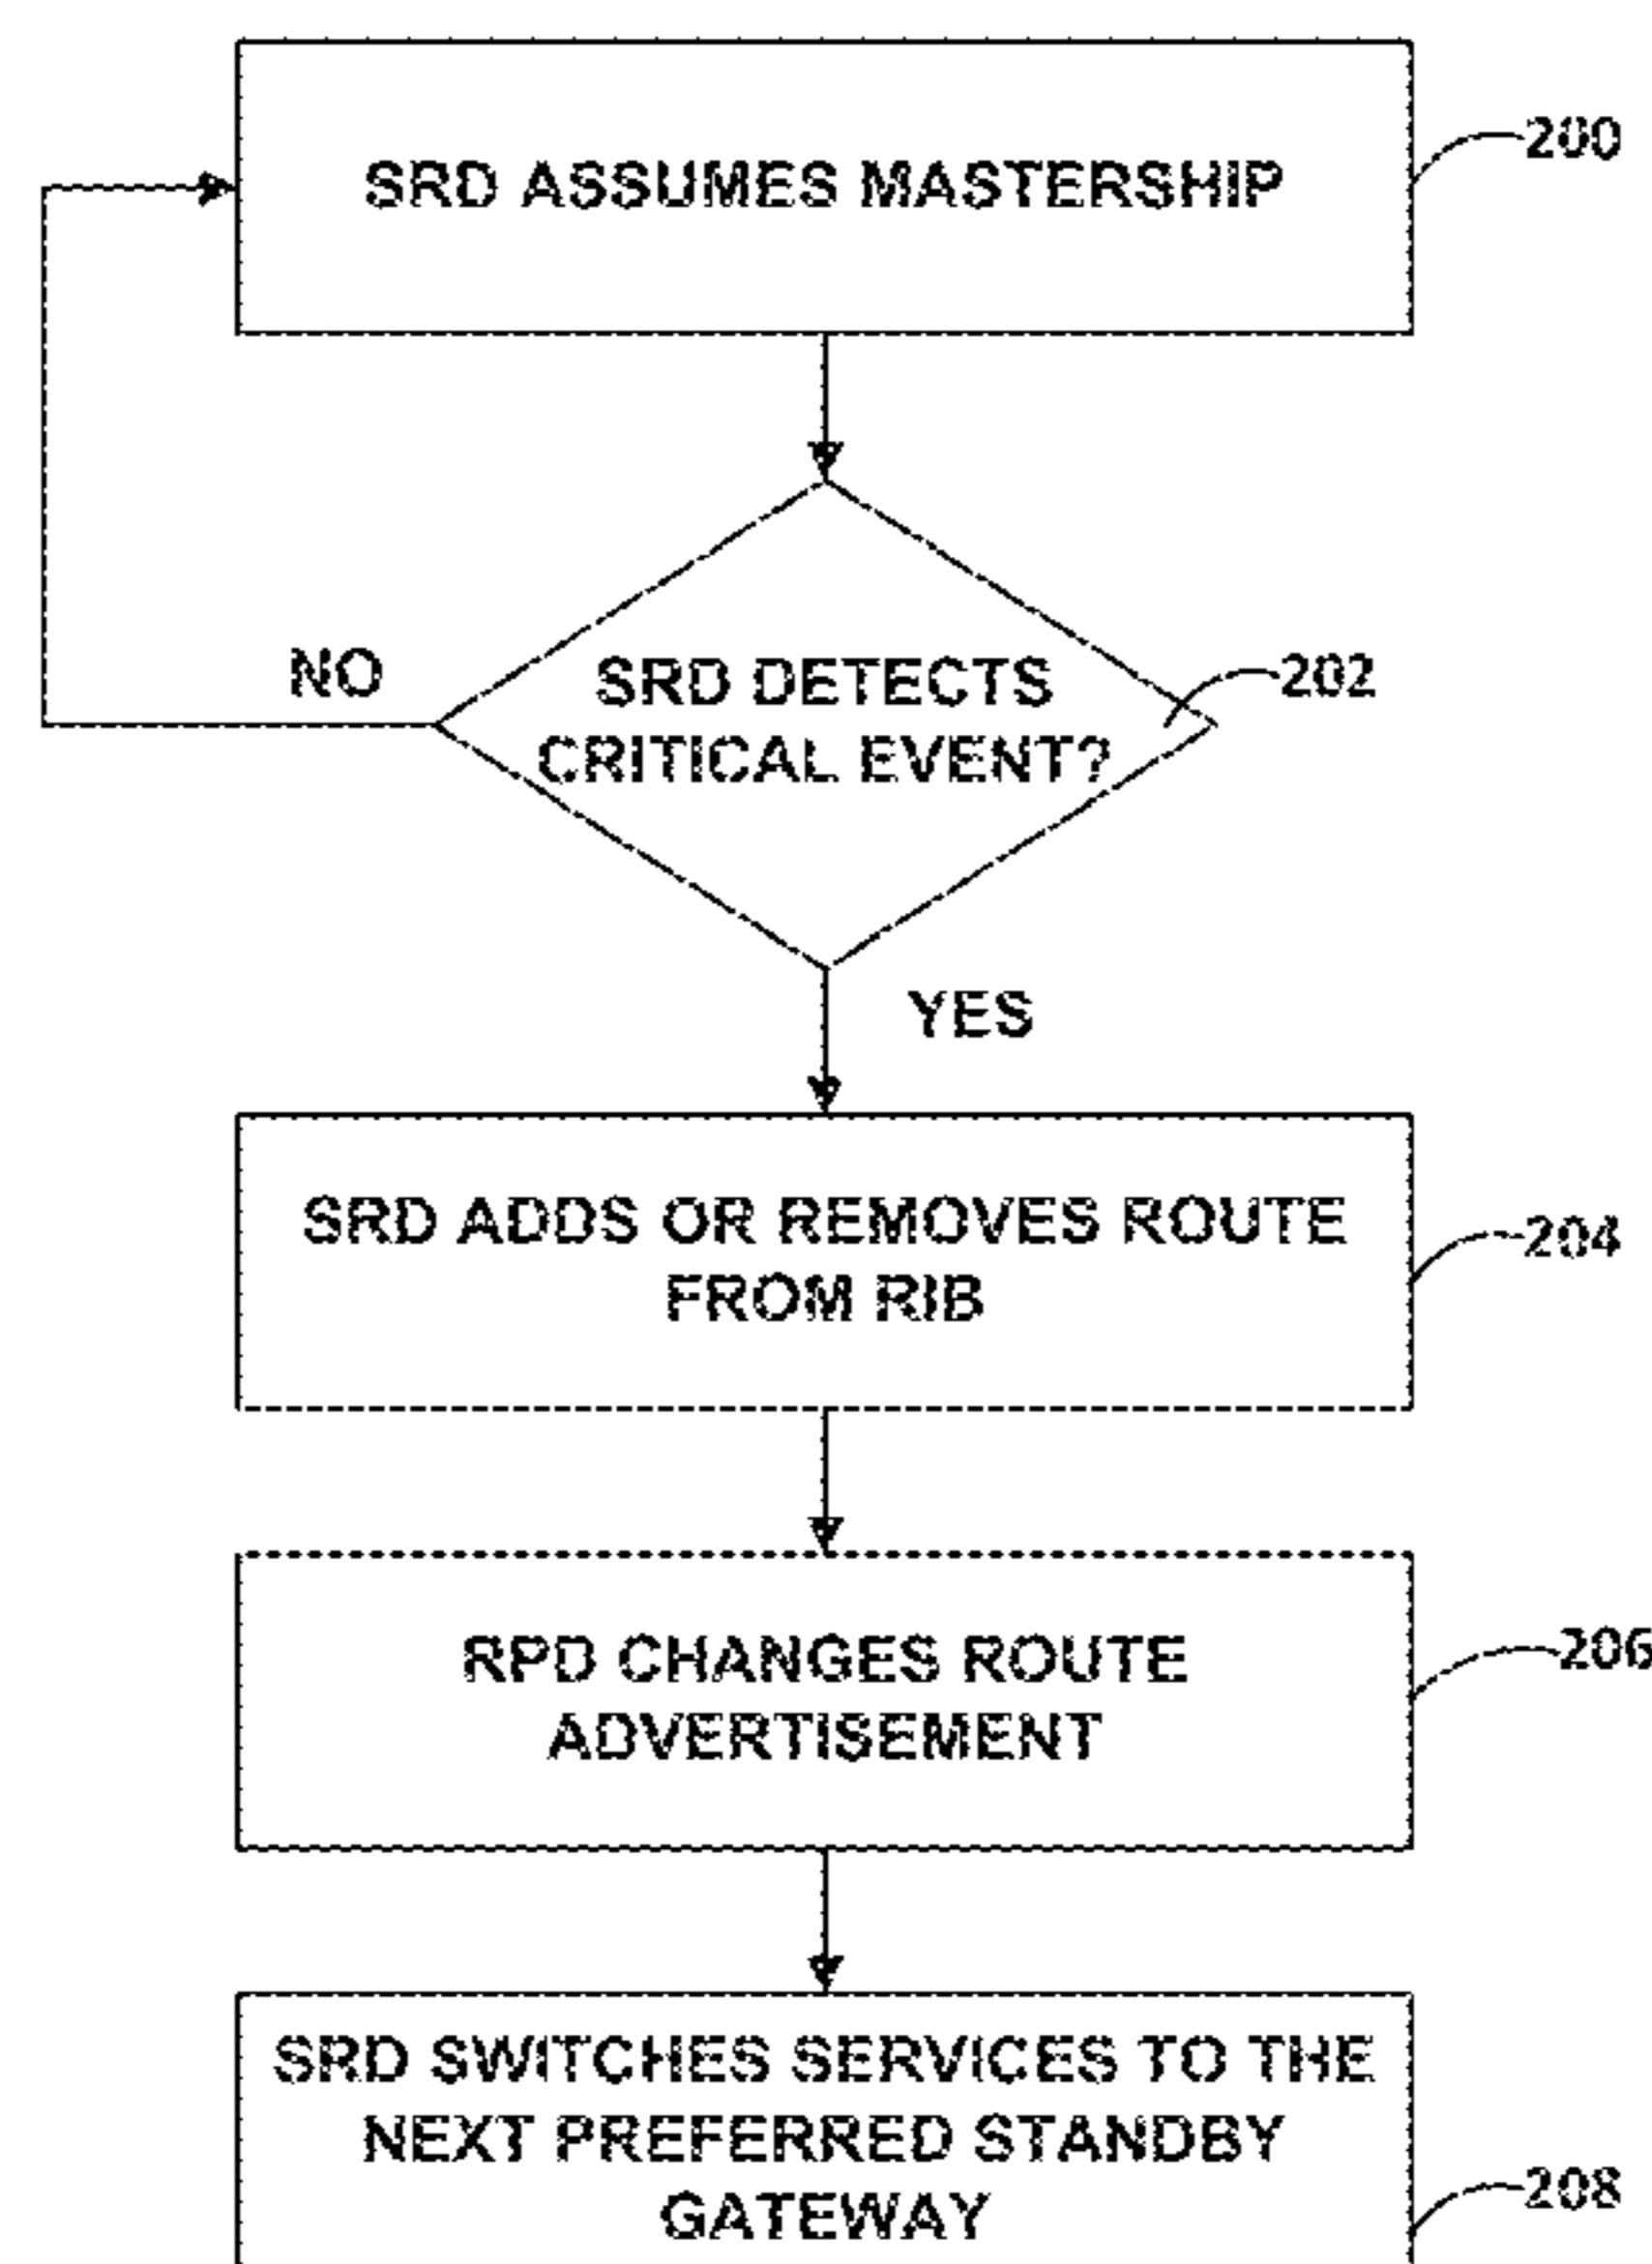 200
SRD ASSUMES MASTERSHIP
NO
SRD DETECTS
CRITICAL EVENT?
202
YES
SRD ADDS OR REMOVES ROUTE
FROM RIB
204
RPD CHANGES ROUTE
ADVERTISEMENT
206
SRD SWITCHES SERVICES TO THE
NEXT PREFERRED STANDBY
GATEWAY
208